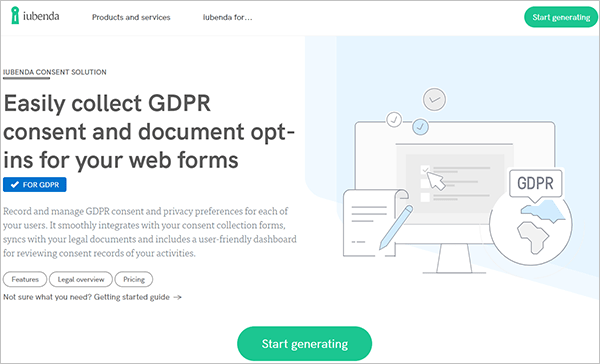 iubenda
Products and services
iubenda for...
Start generating
IUBENDA CONSENT SOLUTION
Easily collect GDPR
consent and document opt-
ins for your web forms
FOR GDPR
GDPR
Record and manage GDPR consent and privacy preferences for each of
your users. It smoothly integrates with your consent collection forms,
syncs with your legal documents and includes a user-friendly dashboard
for reviewing consent records of your activities.
Features
Legal overview
Pricing
Not sure what you need? Getting started guide →
Start generating